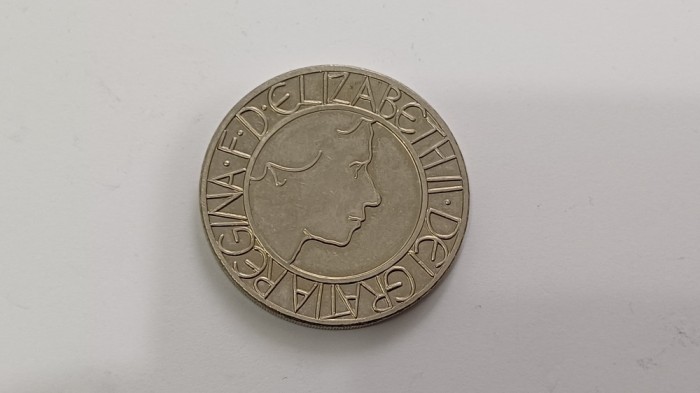 ELIZABETH II · DEI GRATIA REGINA · F · D ·